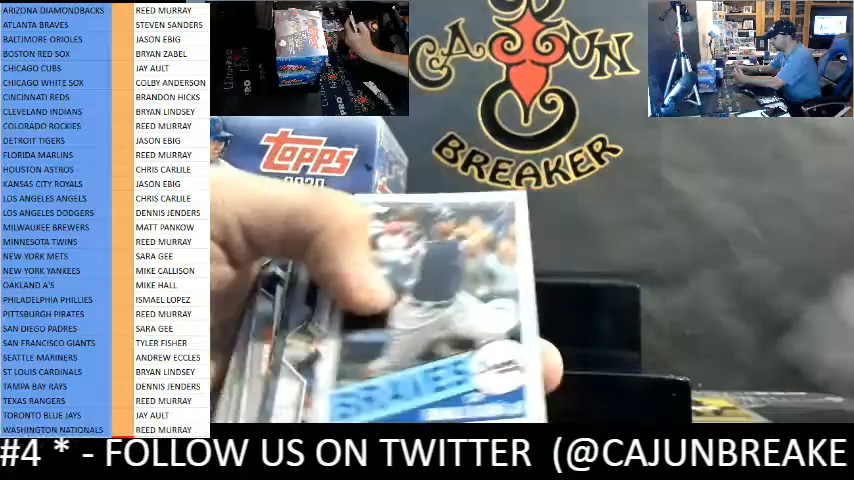 ARIZONA DIAMONDBACKS REED MURRAY
ATLANTA BRAVES STEVEN SANDERS
BALTIMORE ORIOLES JASON EBIG
BOSTON RED SOX BRYAN ZABEL
CHICAGO CUBS JAY AULT
CHICAGO WHITE SOX COLBY ANDERSON
CINCINNATI REDS BRANDON HICKS
CLEVELAND INDIANS BRYAN LINDSEY
COLORADO ROCKIES REED MURRAY
DETROIT TIGERS JASON EBIG
FLORIDA MARLINS REED MURRAY
HOUSTON ASTROS CHRIS CARLILE
KANSAS CITY ROYALS JASON EBIG
LOS ANGELES ANGELS CHRIS CARLILE
LOS ANGELES DODGERS DENNIS JENDERS
MILWAUKEE BREWERS MATT PANKOW
MINNESOTA TWINS REED MURRAY
NEW YORK METS SARA GEE
NEW YORK YANKEES MIKE CALLISON
OAKLAND A'S MIKE HALL
PHILADELPHIA PHILLIES ISMAEL LOPEZ
PITTSBURGH PIRATES REED MURRAY
SAN DIEGO PADRES SARA GEE
SAN FRANCISCO GIANTS TYLER FISHER
SEATTLE MARINERS ANDREW ECCLES
ST LOUIS CARDINALS BRYAN LINDSEY
TAMPA BAY RAYS DENNIS JENDERS
TEXAS RANGERS REED MURRAY
TORONTO BLUE JAYS JAY AULT
WASHINGTON NATIONALS REED MURRAY
CAJUN
BREAKER
TOPPS
2020
BRAVES
#4 * - FOLLOW US ON TWITTER (@CAJUNBREAKE